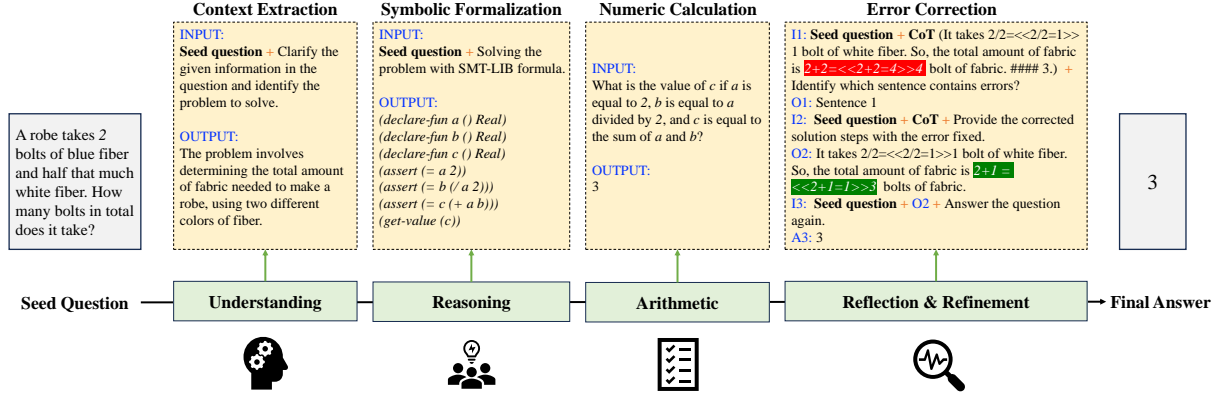 Context Extraction
Symbolic Formalization
Numeric Calculation
Error Correction
A robe takes 2
bolts of blue fiber
and half that much
white fiber. How
many bolts in total
does it take?
INPUT:
Seed question + Clarify the
given information in the
question and identify the
problem to solve.
OUTPUT:
The problem involves
determining the total amount
of fabric needed to make a
robe, using two different
colors of fiber.
INPUT:
Seed question + Solving the
problem with SMT-LIB formula.
OUTPUT:
(declare-fun a () Real)
(declare-fun b () Real)
(declare-fun c () Real)
(assert (= a 2))
(assert (= b (/ a 2)))
(assert (= c (+ a b)))
(get-value (c))
INPUT:
What is the value of c if a is
equal to 2, b is equal to a
divided by 2, and c is equal to
the sum of a and b?
OUTPUT:
3
I1: Seed question + CoT (It takes 2/2=<<2/2=1>>
1 bolt of white fiber. So, the total amount of fabric
is 2+2=<<2+2=4>>4 bolt of fabric. #### 3.) +
Identify which sentence contains errors?
O1: Sentence 1
I2: Seed question + CoT + Provide the corrected
solution steps with the error fixed.
O2: It takes 2/2=<<2/2=1>>1 bolt of white fiber.
So, the total amount of fabric is 2+1 =
<<2+1=1>>3 bolts of fabric.
I3: Seed question + O2 + Answer the question
again.
A3: 3
3
Seed Question
Understanding
Reasoning
Arithmetic
Reflection & Refinement
Final Answer